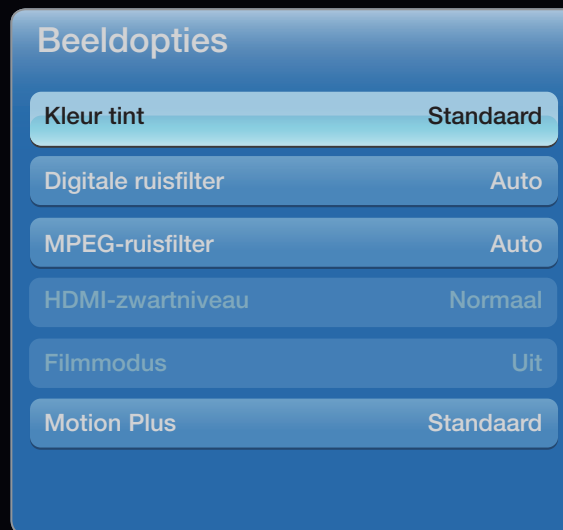 Beeldopties
Kleur tint Standaard
Digitale ruisfilter Auto
MPEG-ruisfilter Auto
HDMI-zwartniveau Normaal
Filmmodus Uit
Motion Plus Standaard